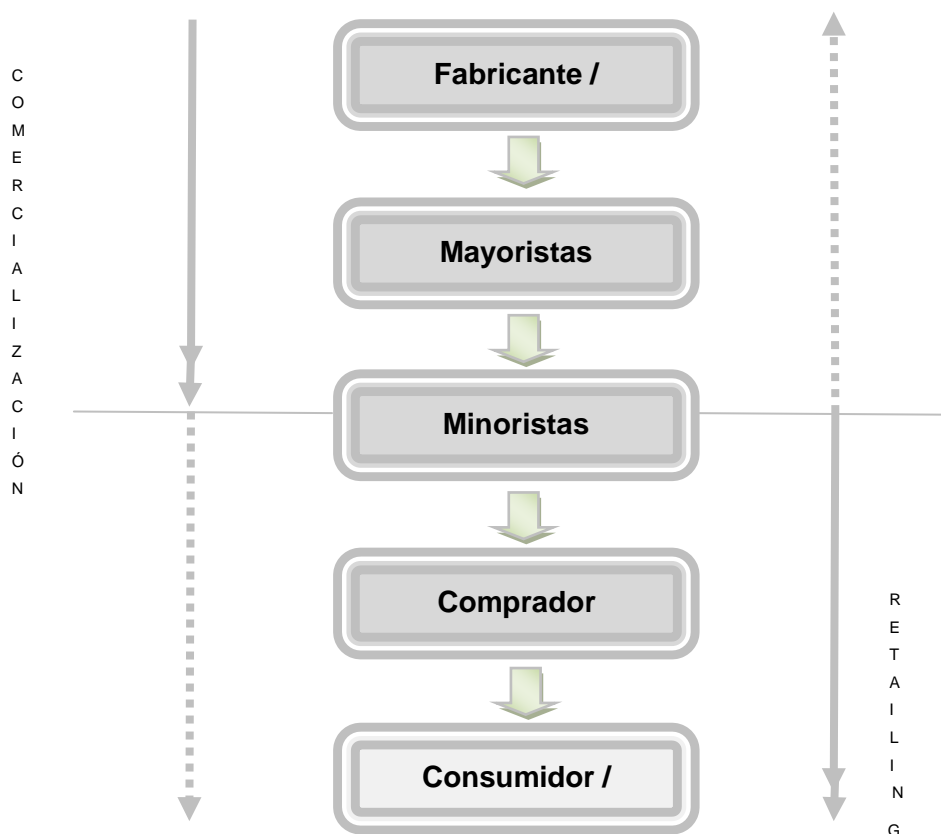 COMERCIALIZACIÓN
Fabricante /
Mayoristas
Minoristas
Comprador
Consumidor /
RETAILING